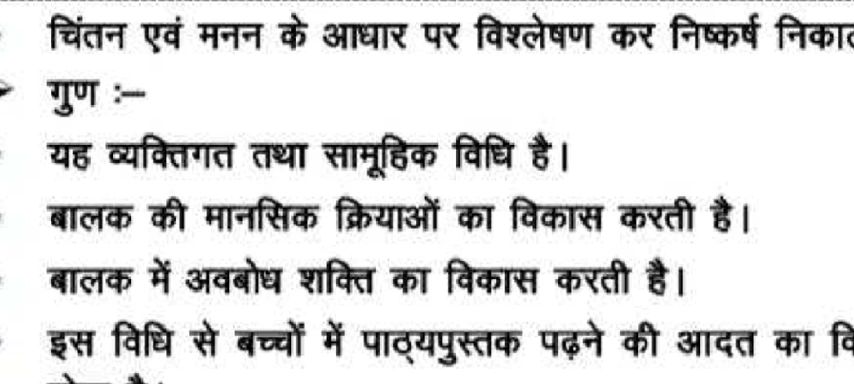 चिंतन एवं मनन के आधार पर विश्लेषण कर निष्कर्ष
गुण :–
यह व्यक्तिगत तथा सामूहिक विधि है।
बालक की मानसिक क्रियाओं का विकास करती है।
बालक में अवबोध शक्ति का विकास करती है।
इस विधि से बच्चों में पाठ्यपुस्तक पढ़ने की आदत का